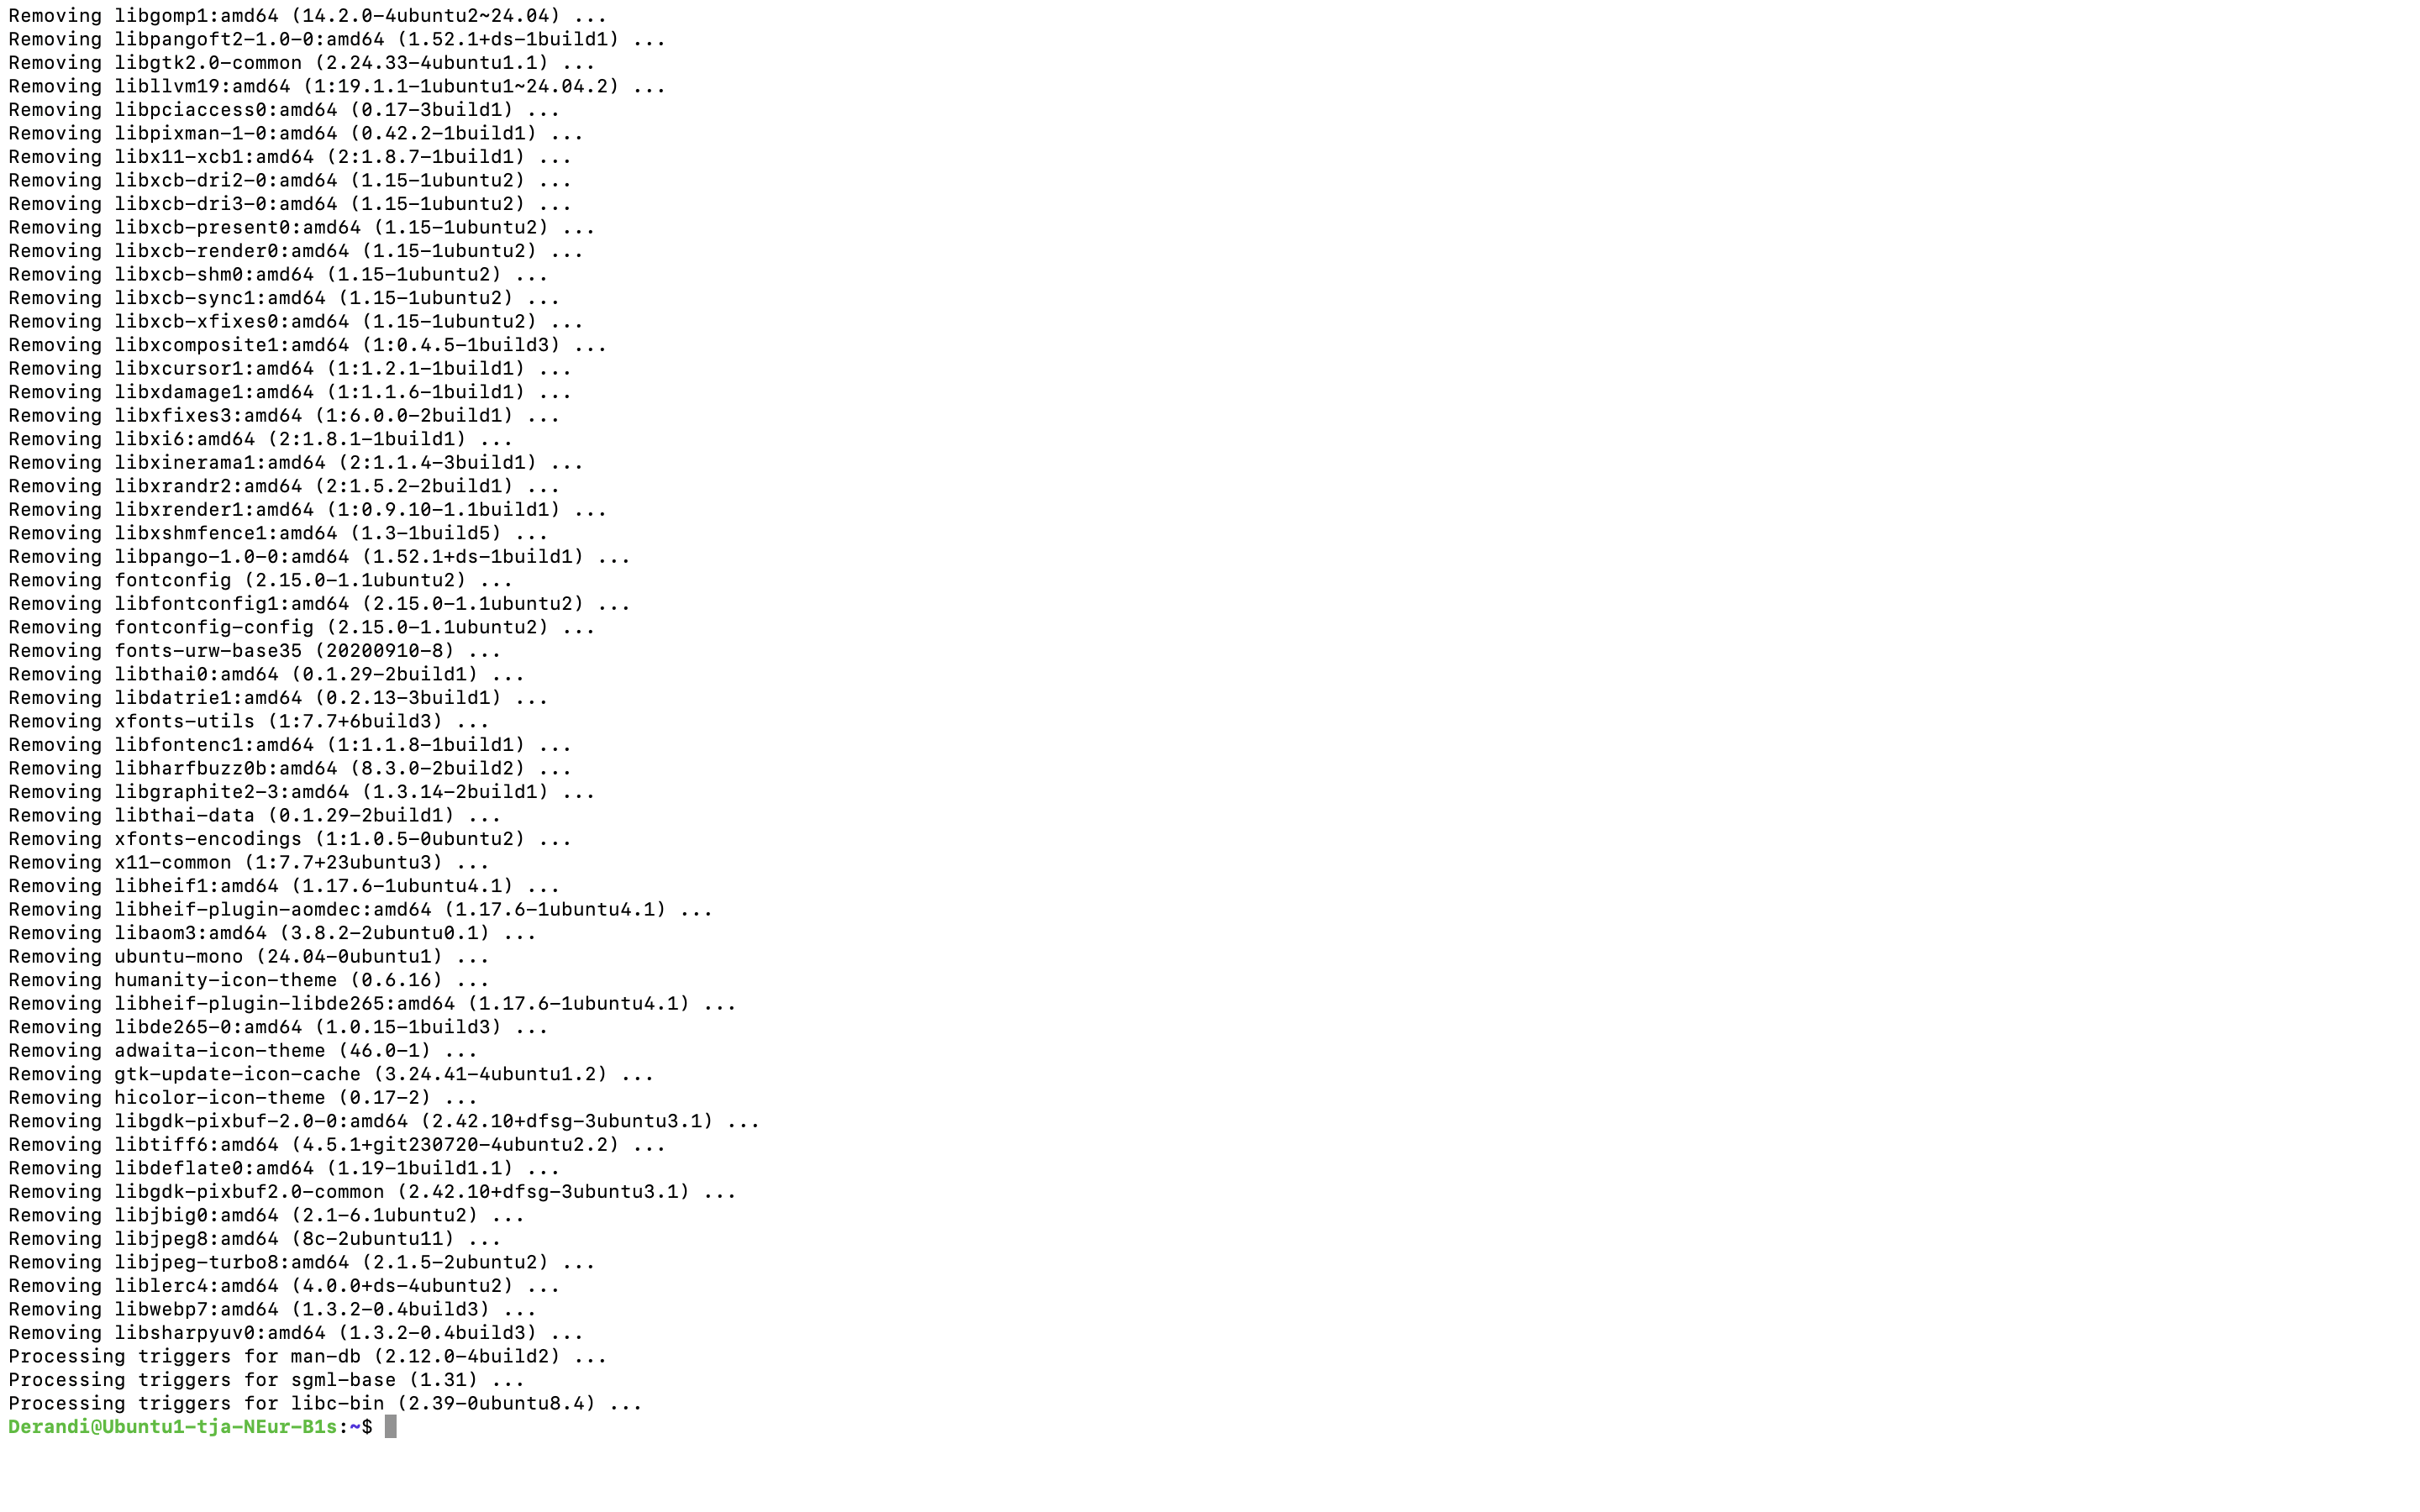 Removing libgomp1:amd64 (14.2.0-4ubuntu2~24.04) ...
Removing libpangoft2-1.0-0:amd64 (1.52.1+ds-1build1) ...
Removing libgtk2.0-common (2.24.33-4ubuntu1.1) ...
Removing libllvm19:amd64 (1:19.1.1-1ubuntu1~24.04.2) ...
Removing libpciaccess0:amd64 (0.17-3build1) ...
Removing libpixman-1-0:amd64 (0.42.2-1build1) ...
Removing libx11-xcb1:amd64 (2:1.8.7-1build1) ...
Removing libxcb-dri2-0:amd64 (1.15-1ubuntu2) ...
Removing libxcb-dri3-0:amd64 (1.15-1ubuntu2) ...
Removing libxcb-present0:amd64 (1.15-1ubuntu2) ...
Removing libxcb-render0:amd64 (1.15-1ubuntu2) ...
Removing libxcb-shm0:amd64 (1.15-1ubuntu2) ...
Removing libxcb-sync1:amd64 (1.15-1ubuntu2) ...
Removing libxcb-xfixes0:amd64 (1.15-1ubuntu2) ...
Removing libxcomposite1:amd64 (1:0.4.5-1build3) ...
Removing libxcursor1:amd64 (1:1.2.1-1build1) ...
Removing libxdamage1:amd64 (1:1.1.6-1build1) ...
Removing libxfixes3:amd64 (1:6.0.0-2build1) ...
Removing libxi6:amd64 (2:1.8.1-1build1) ...
Removing libxinerama1:amd64 (2:1.1.4-3build1) ...
Removing libxrandr2:amd64 (2:1.5.2-2build1) ...
Removing libxrender1:amd64 (1:0.9.10-1.1build1) ...
Removing libxshmfence1:amd64 (1.3-1build5) ...
Removing libpango-1.0-0:amd64 (1.52.1+ds-1build1) ...
Removing fontconfig (2.15.0-1.1ubuntu2) ...
Removing libfontconfig1:amd64 (2.15.0-1.1ubuntu2) ...
Removing fontconfig-config (2.15.0-1.1ubuntu2) ...
Removing fonts-urw-base35 (20200910-8) ...
Removing libthai0:amd64 (0.1.29-2build1) ...
Removing libdatrie1:amd64 (0.2.13-3build1) ...
Removing xfonts-utils (1:7.7+6build3) ...
Removing libfontenc1:amd64 (1:1.1.8-1build1) ...
Removing libharfbuzz0b:amd64 (8.3.0-2build2) ...
Removing libgraphite2-3:amd64 (1.3.14-2build1) ...
Removing libthai-data (0.1.29-2build1) ...
Removing xfonts-encodings (1:1.0.5-0ubuntu2) ...
Removing x11-common (1:7.7+23ubuntu3) ...
Removing libheif1:amd64 (1.17.6-1ubuntu4.1) ...
Removing libheif-plugin-aomdec:amd64 (1.17.6-1ubuntu4.1) ...
Removing libaom3:amd64 (3.8.2-2ubuntu0.1) ...
Removing ubuntu-mono (24.04-0ubuntu1) ...
Removing humanity-icon-theme (0.6.16) ...
Removing libheif-plugin-libde265:amd64 (1.17.6-1ubuntu4.1) ...
Removing libde265-0:amd64 (1.0.15-1build3) ...
Removing adwaita-icon-theme (46.0-1) ...
Removing gtk-update-icon-cache (3.24.41-4ubuntu1.2) ...
Removing hicolor-icon-theme (0.17-2) ...
Removing libgdk-pixbuf-2.0-0:amd64 (2.42.10+dfsg-3ubuntu3.1) ...
Removing libtiff6:amd64 (4.5.1+git230720-4ubuntu2.2) ...
Removing libdeflate0:amd64 (1.19-1build1.1) ...
Removing libgdk-pixbuf2.0-common (2.42.10+dfsg-3ubuntu3.1) ...
Removing libjbig0:amd64 (2.1-6.1ubuntu2) ...
Removing libjpeg8:amd64 (8c-2ubuntu11) ...
Removing libjpeg-turbo8:amd64 (2.1.5-2ubuntu2) ...
Removing liblerc4:amd64 (4.0.0+ds-4ubuntu2) ...
Removing libwebp7:amd64 (1.3.2-0.4build3) ...
Removing libsharpyuv0:amd64 (1.3.2-0.4build3) ...
Processing triggers for man-db (2.12.0-4build2) ...
Processing triggers for sgml-base (1.31) ...
Processing triggers for libc-bin (2.39-0ubuntu8.4) ...
Derandi@Ubuntu1-tja-NEur-B1s:~$